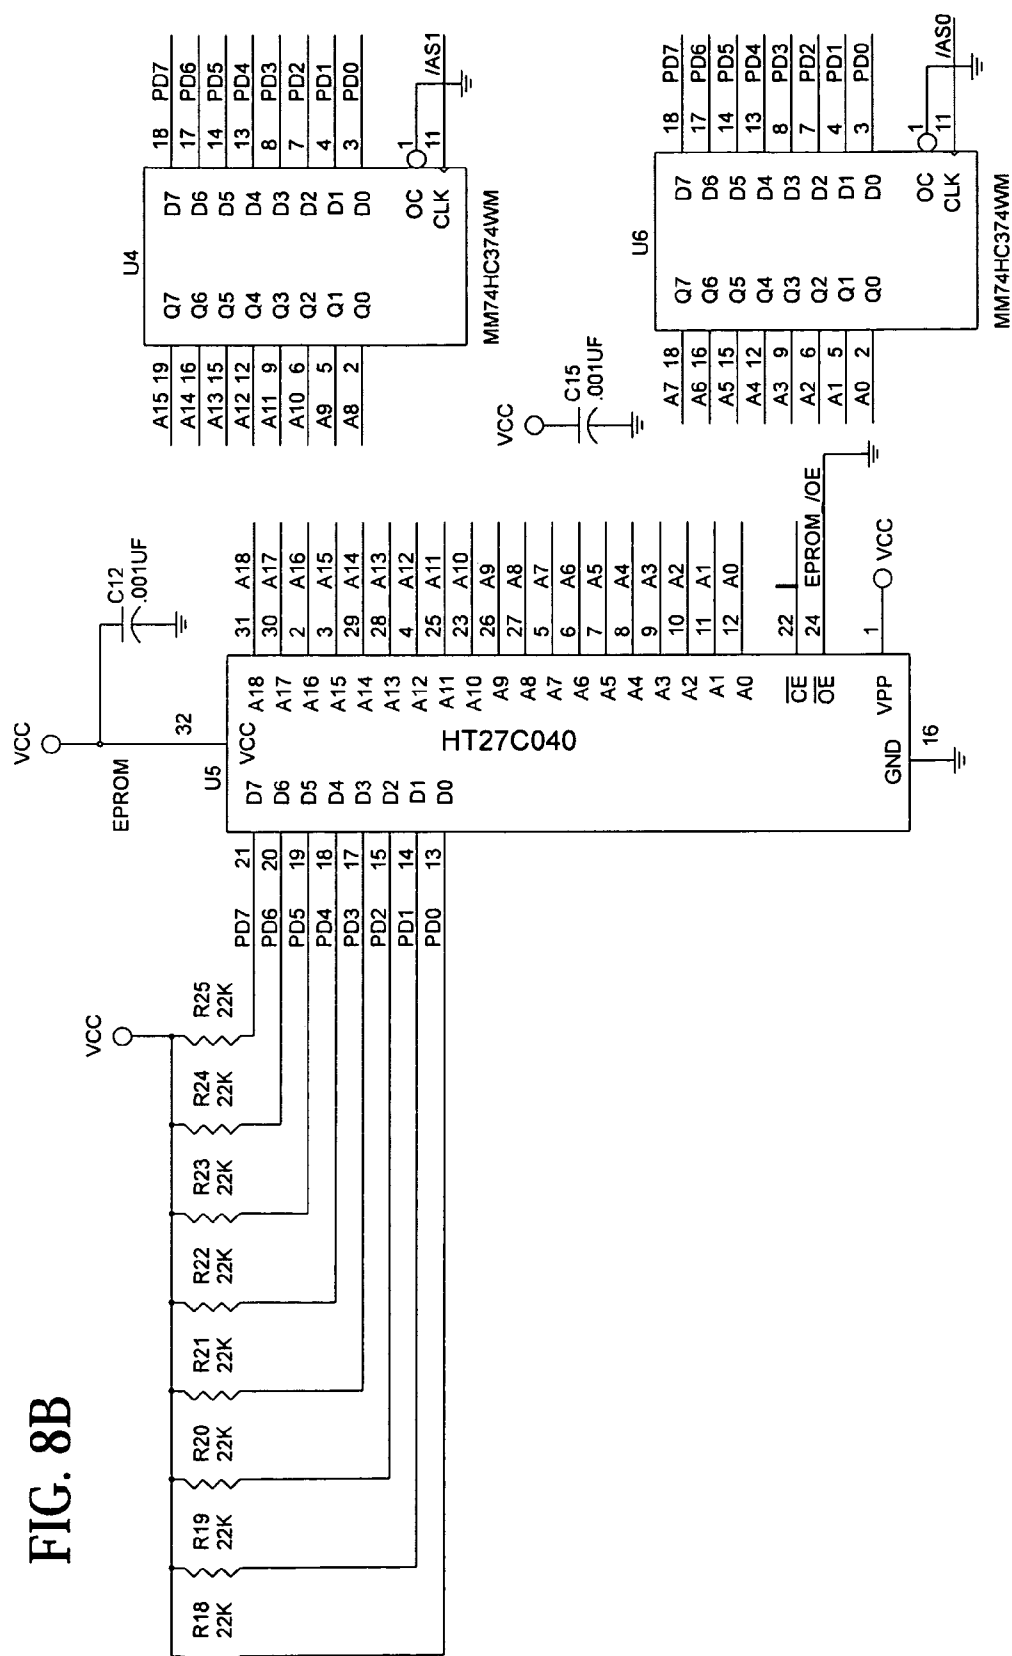 FIG. 8B
VCC
R18
22K
R19
22K
R20
22K
R21
22K
R22
22K
R23
22K
R24
22K
R25
22K
PD7 21
PD6 20
PD5 19
PD4 18
PD3 17
PD2 15
PD1 14
PD0 13
VCC
EPROM
32
C12
.001UF
U5
VCC
HT27C040
D7
D6
D5
D4
D3
D2
D1
D0
A18 31 A18
A17 30 A17
A16 2 A16
A15 3 A15
A14 29 A14
A13 28 A13
A12 4 A12
A11 25 A11
A10 23 A10
A9 26 A9
A8 27 A8
A7 5 A7
A6 6 A6
A5 7 A5
A4 8 A4
A3 9 A3
A2 10 A2
A1 11 A1
A0 12 A0
CE 22
OE 24 EPROM /OE
VPP 1 VCC
GND
16
VCC
C15
.001UF
U4
A15 19 Q7 D7 18 PD7
A14 16 Q6 D6 17 PD6
A13 15 Q5 D5 14 PD5
A12 12 Q4 D4 13 PD4
A11 9 Q3 D3 8 PD3
A10 6 Q2 D2 7 PD2
A9 5 Q1 D1 4 PD1
A8 2 Q0 D0 3 PD0
OC 1
CLK 11 /AS1
MM74HC374WM
U6
A7 18 Q7 D7 18 PD7
A6 16 Q6 D6 17 PD6
A5 15 Q5 D5 14 PD5
A4 12 Q4 D4 13 PD4
A3 9 Q3 D3 8 PD3
A2 6 Q2 D2 7 PD2
A1 5 Q1 D1 4 PD1
A0 2 Q0 D0 3 PD0
OC 1
CLK 11 /AS0
MM74HC374WM